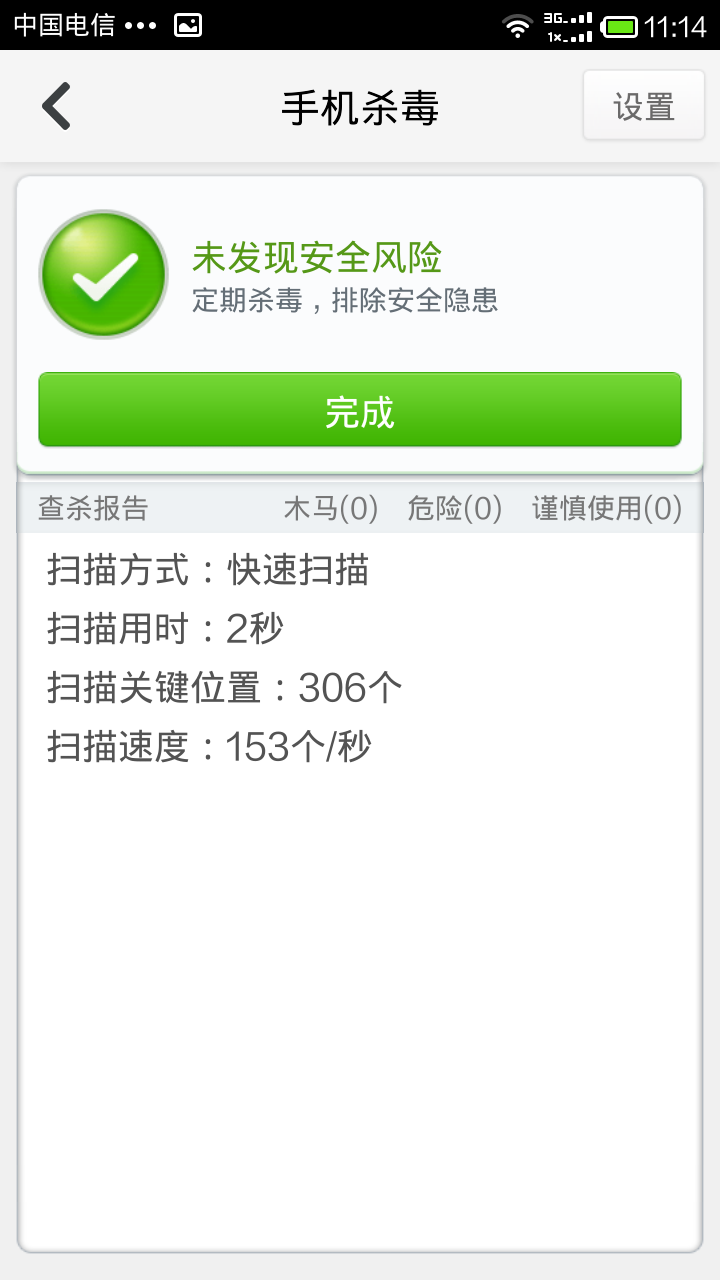 中国电信 ••• 3G 1x 11:14
手机杀毒 设置
未发现安全风险
定期杀毒，排除安全隐患
完成
查杀报告 木马(0) 危险(0) 谨慎使用(0)
扫描方式：快速扫描
扫描用时：2秒
扫描关键位置：306个
扫描速度：153个/秒